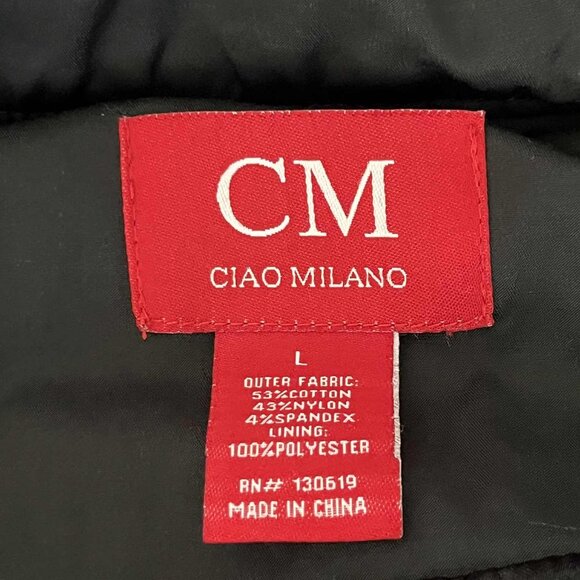 CM
CIAO MILANO
L
OUTER FABRIC:
53%COTTON
43%NYLON
4%SPANDEX
LINING:
100%POLYESTER
RN# 130619
MADE IN CHINA